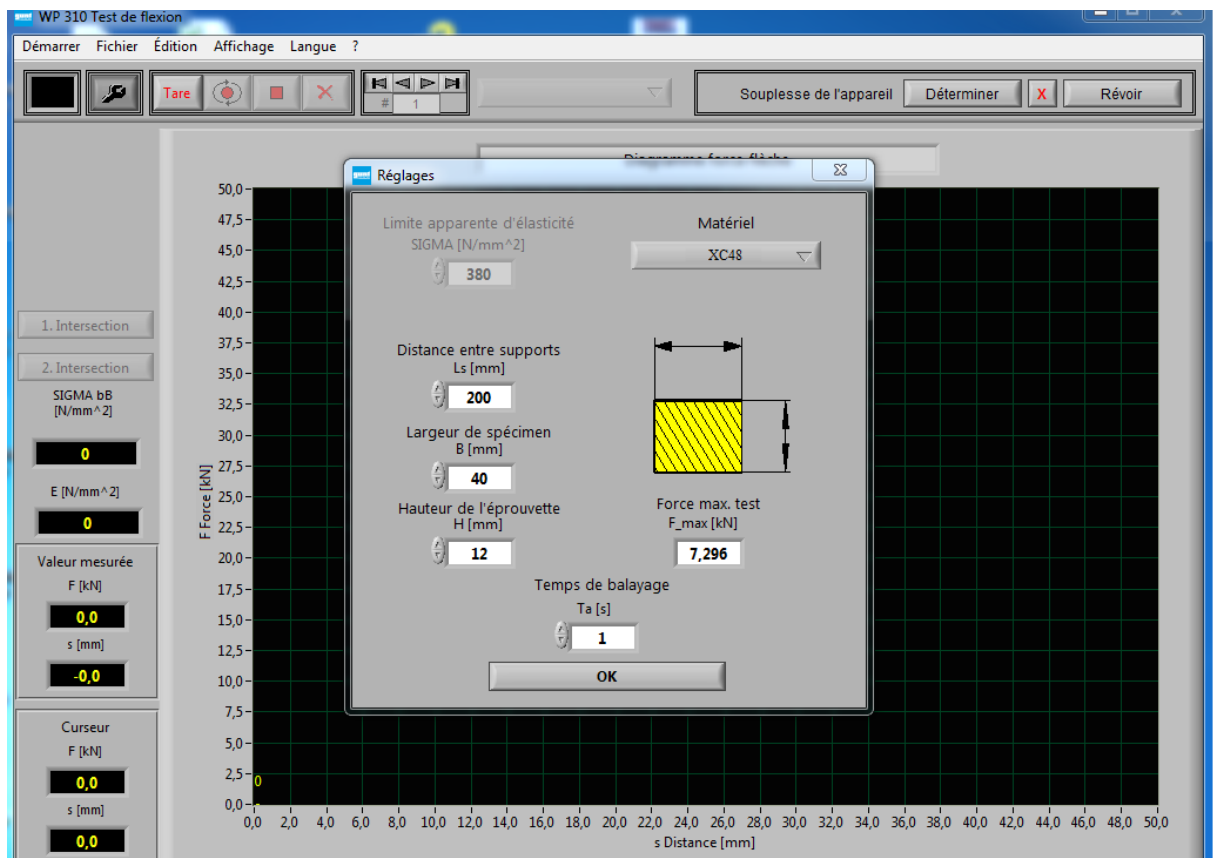 WP 310 Test de flexion
Démarrer Fichier Édition Affichage Langue ?
Tare
# 1
Souplesse de l'appareil Déterminer X Révoir
Diagramme force flèche
Réglages
Limite apparente d'élasticité
SIGMA [N/mm^2]
380
Matériel
XC48
Distance entre supports
Ls [mm]
200
Largeur de spécimen
B [mm]
40
Hauteur de l'éprouvette
H [mm]
12
Force max. test
F_max [kN]
7,296
Temps de balayage
Ta [s]
1
OK
1. Intersection
2. Intersection
SIGMA bB
[N/mm^2]
0
E [N/mm^2]
0
Valeur mesurée
F [kN]
0,0
s [mm]
-0,0
Curseur
F [kN]
0,0
s [mm]
0,0
F Force [kN]
50,0
47,5
45,0
42,5
40,0
37,5
35,0
32,5
30,0
27,5
25,0
22,5
20,0
17,5
15,0
12,5
10,0
7,5
5,0
2,5
0,0
0
0,0 2,0 4,0 6,0 8,0 10,0 12,0 14,0 16,0 18,0 20,0 22,0 24,0 26,0 28,0 30,0 32,0 34,0 36,0 38,0 40,0 42,0 44,0 46,0 48,0 50,0
s Distance [mm]